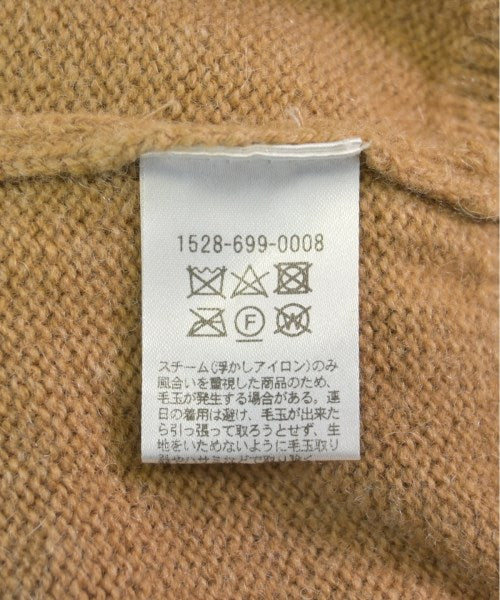 1528-699-0008
F
W
スチーム(浮かしアイロン)のみ
風合いを重視した商品のため、
毛玉が発生する場合がある。連
日の着用は避け、毛玉が出来た
ら引っ張って取ろうとせず、生
地をいためないように毛玉取り